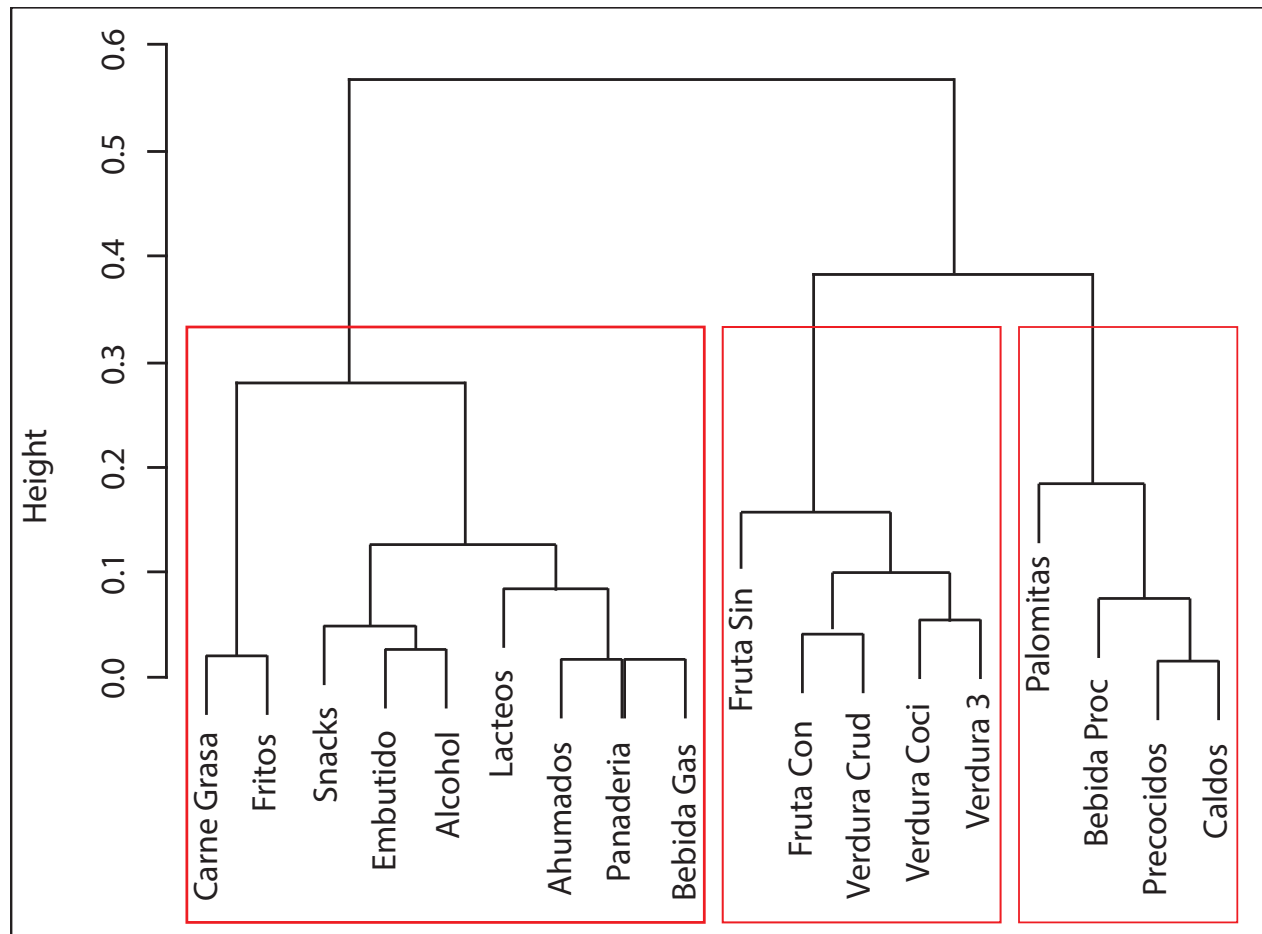 Height
0.6
0.5
0.4
0.3
0.2
0.1
0.0
Carne Grasa
Fritos
Snacks
Embutido
Alcohol
Lacteos
Ahumados
Panaderia
Bebida Gas
Fruta Sin
Fruta Con
Verdura Crud
Verdura Coci
Verdura 3
Palomitas
Bebida Proc
Precocidos
Caldos